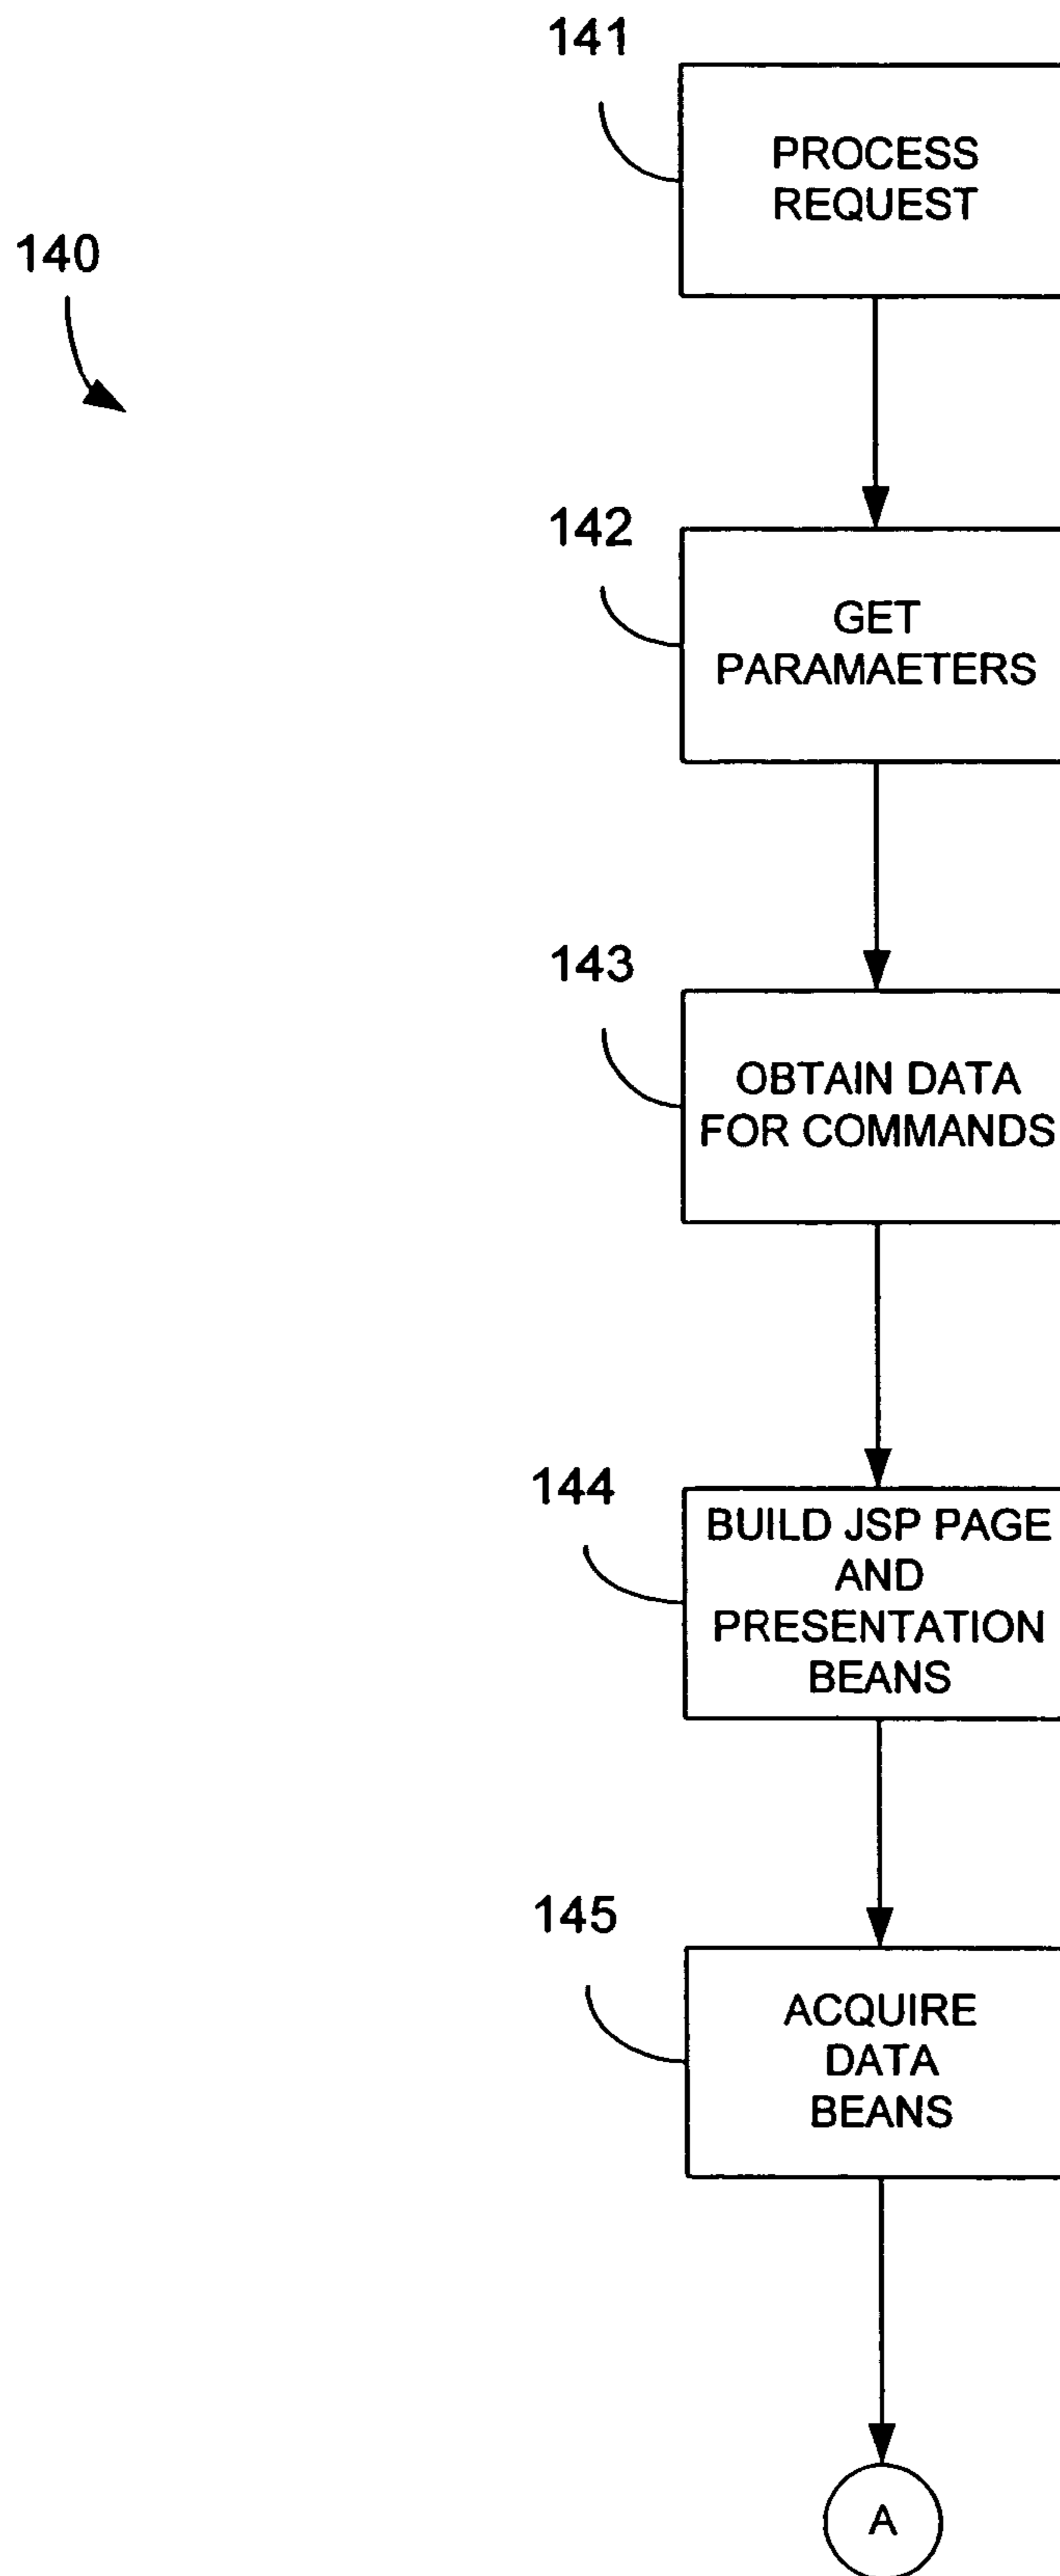 141
PROCESS
REQUEST
140
142
GET
PARAMAETERS
143
OBTAIN DATA
FOR COMMANDS
144
BUILD JSP PAGE
AND
PRESENTATION
BEANS
145
ACQUIRE
DATA
BEANS
A